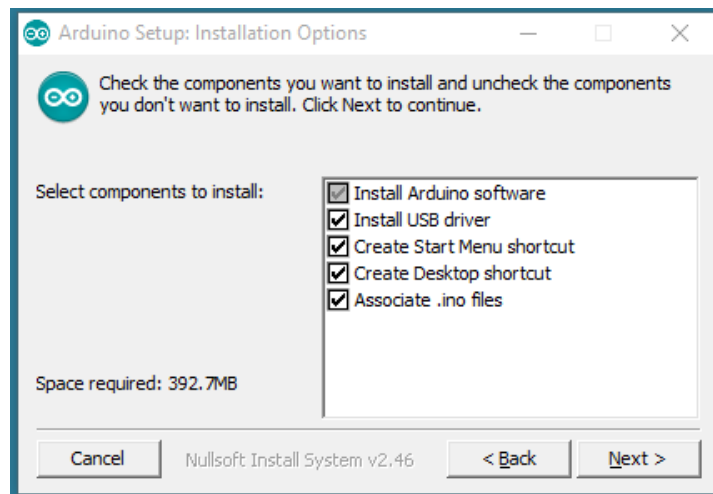 Arduino Setup: Installation Options
Check the components you want to install and uncheck the components
you don't want to install. Click Next to continue.
Select components to install:
Install Arduino software
Install USB driver
Create Start Menu shortcut
Create Desktop shortcut
Associate .ino files
Space required: 392.7MB
Cancel
Nullsoft Install System v2.46
< Back
Next >